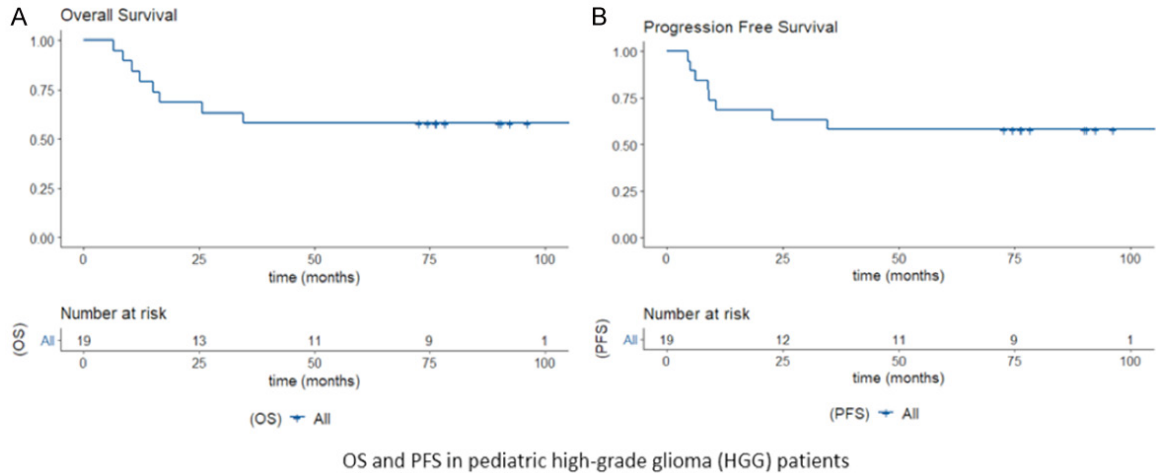 A
Overall Survival
1.00
0.75
0.50
0.25
0.00
0 25 50 75 100
time (months)
Number at risk
(OS)
All 19 13 11 9 1
0 25 50 75 100
time (months)
(OS) All
B
Progression Free Survival
1.00
0.75
0.50
0.25
0.00
0 25 50 75 100
time (months)
Number at risk
(PFS)
All 19 12 11 9 1
0 25 50 75 100
time (months)
(PFS) All
OS and PFS in pediatric high-grade glioma (HGG) patients